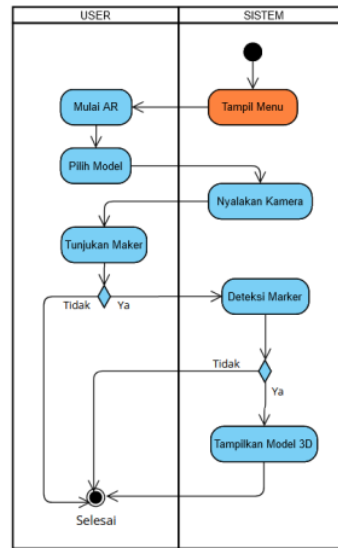 USER
SISTEM
Mulai AR
Tampil Menu
Pilih Model
Nyalakan Kamera
Tunjukan Maker
Tidak
Ya
Deteksi Marker
Tidak
Ya
Tampilkan Model 3D
Selesai